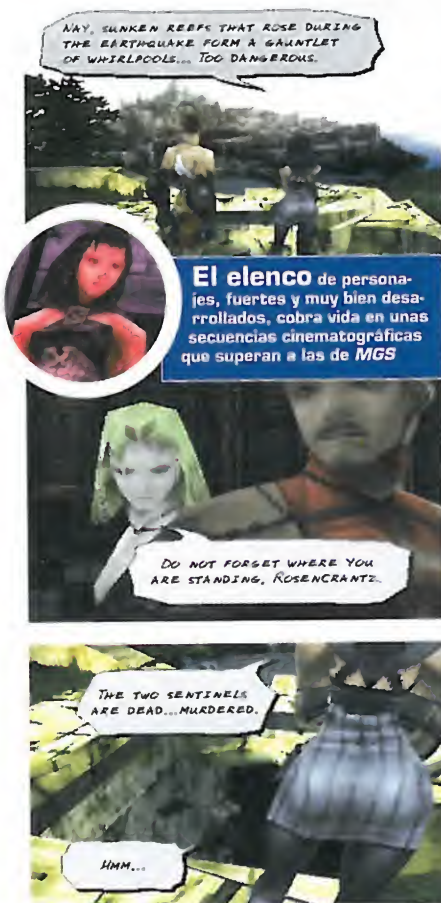 NAY, SUNKEN REEFS THAT ROSE DURING
THE EARTHQUAKE FORM A GAUNTLET
OF WHIRLPOOLS... TOO DANGEROUS.
El elenco de persona-
jes, fuertes y muy bien desa-
rrollados, cobra vida en unas
secuencias cinematográficas
que superan a las de MGS
DO NOT FORGET WHERE YOU
ARE STANDING, ROSENCRANTZ.
THE TWO SENTINELS
ARE DEAD...MURDERED.
HMM...